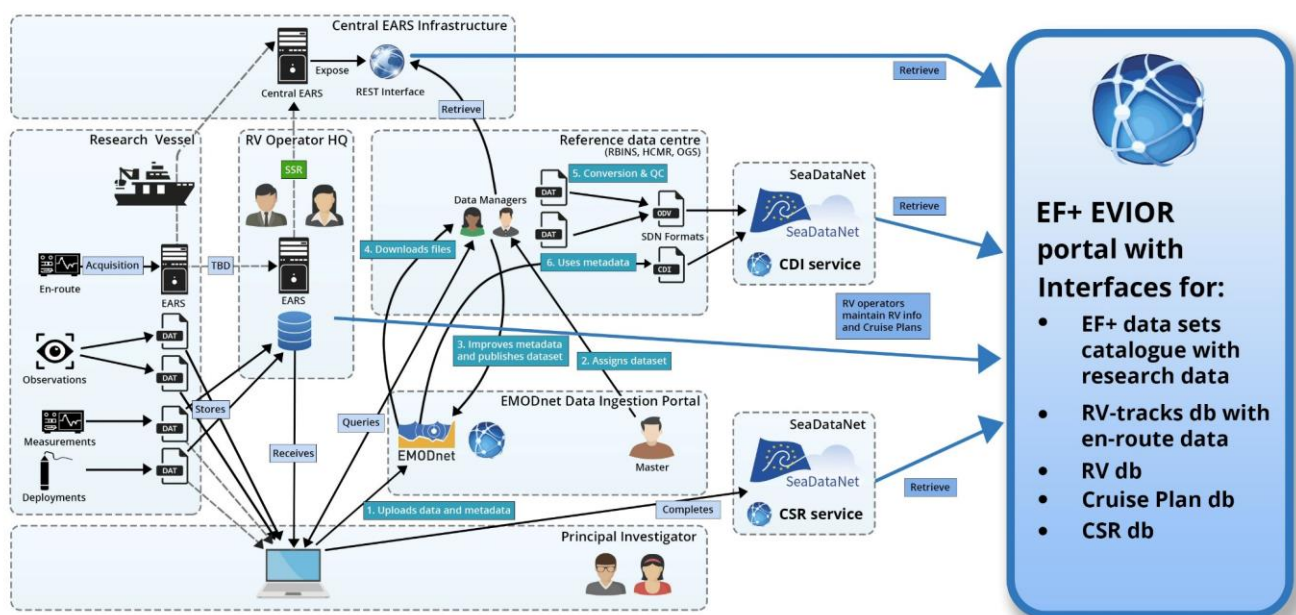 Central EARS Infrastructure
Central EARS
Expose
REST Interface
Retrieve
Retrieve
Research Vessel
En-route
Acquisition
EARS
TBD
Observations
Measurements
Deployments
DAT
DAT
DAT
DAT
Stores
RV Operator HQ
SSR
EARS
Receives
Reference data centre
(RBINS, HCMR, OGS)
Data Managers
5. Conversion & QC
DAT
DAT
ODV
SDN Formats
CDI
4. Downloads files
6. Uses metadata
3. Improves metadata
and publishes dataset
2. Assigns dataset
Queries
EMODnet Data Ingestion Portal
EMODnet
Master
1. Uploads data and metadata
Completes
Principal Investigator
SeaDataNet
SeaDataNet
CDI service
Retrieve
RV operators
maintain RV info
and Cruise Plans
SeaDataNet
SeaDataNet
CSR service
Retrieve
EF+ EVIOR
portal with
Interfaces for:
• EF+ data sets
catalogue with
research data
• RV-tracks db with
en-route data
• RV db
• Cruise Plan db
• CSR db